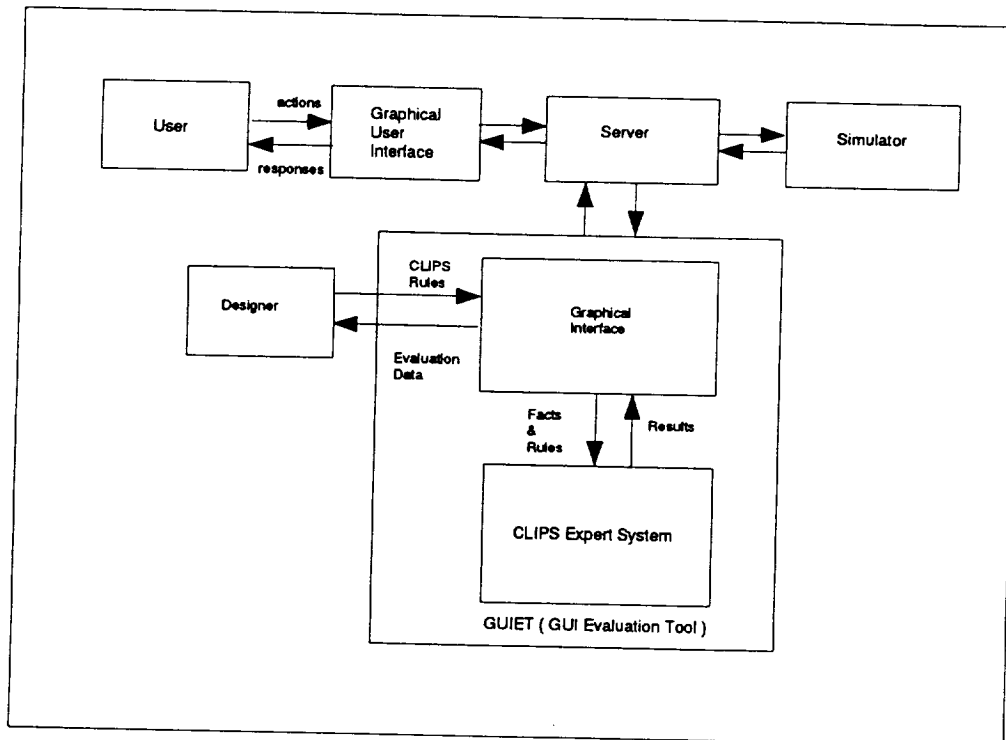 User
actions
responses
Graphical
User
Interface
Server
Simulator
Designer
CLIPS
Rules
Evaluation
Data
Graphical
Interface
Facts
&
Rules
Results
CLIPS Expert System
GUIET ( GUI Evaluation Tool )